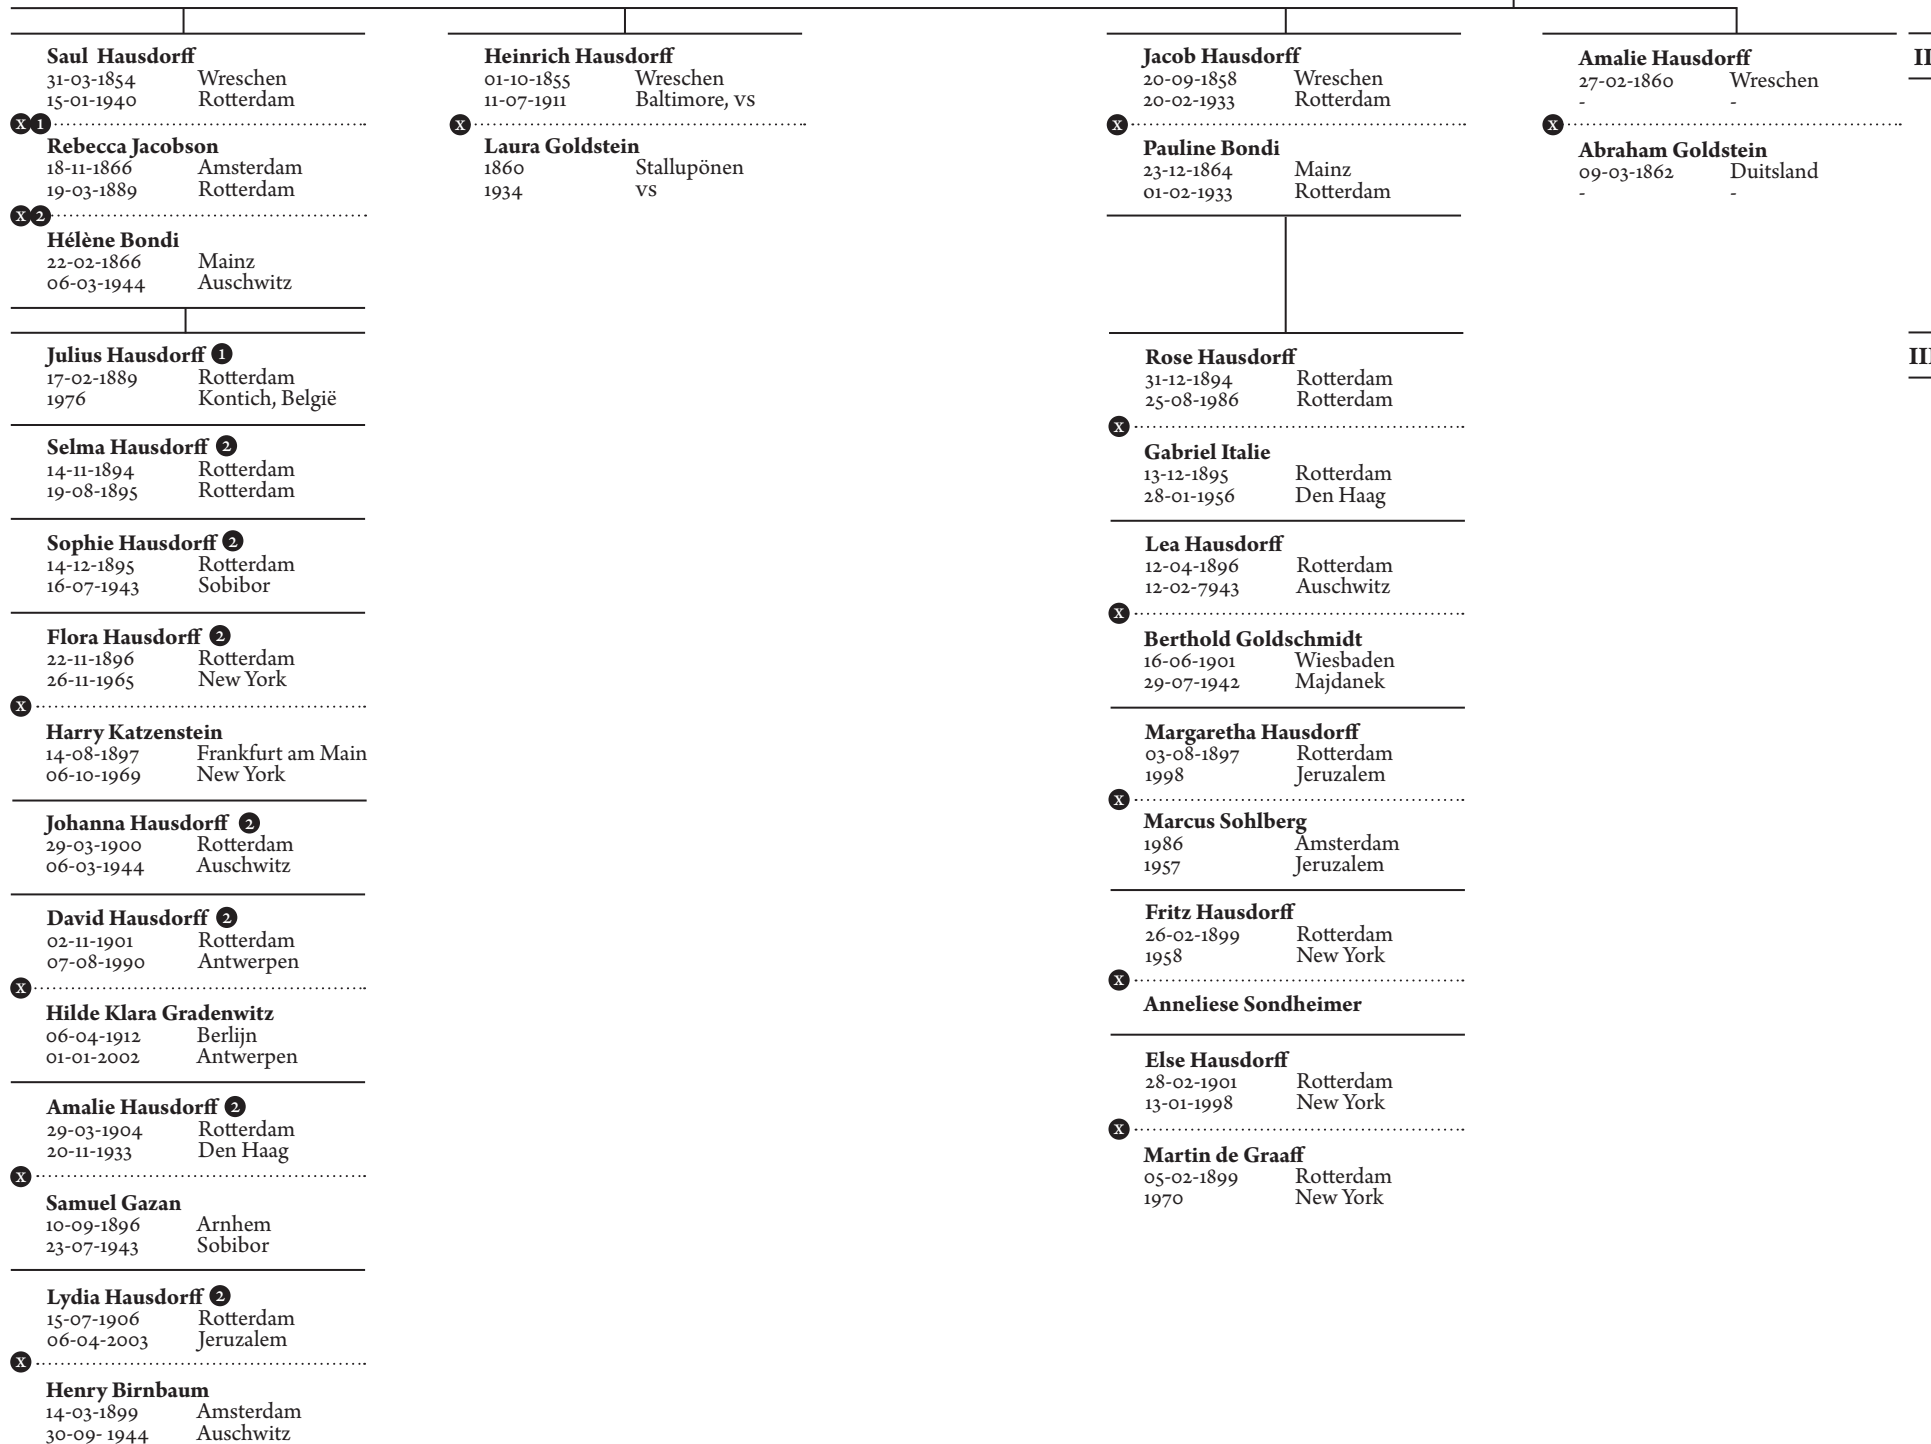 Saul Hausdorff
31-03-1854 Wreschen
15-01-1940 Rotterdam
x 1
Rebecca Jacobson
18-11-1866 Amsterdam
19-03-1889 Rotterdam
x 2
Hélène Bondi
22-02-1866 Mainz
06-03-1944 Auschwitz
Julius Hausdorff 1
17-02-1889 Rotterdam
1976 Kontich, België
Selma Hausdorff 2
14-11-1894 Rotterdam
19-08-1895 Rotterdam
Sophie Hausdorff 2
14-12-1895 Rotterdam
16-07-1943 Sobibor
Flora Hausdorff 2
22-11-1896 Rotterdam
26-11-1965 New York
x
Harry Katzenstein
14-08-1897 Frankfurt am Main
06-10-1969 New York
Johanna Hausdorff 2
29-03-1900 Rotterdam
06-03-1944 Auschwitz
David Hausdorff 2
02-11-1901 Rotterdam
07-08-1990 Antwerpen
x
Hilde Klara Gradenwitz
06-04-1912 Berlijn
01-01-2002 Antwerpen
Amalie Hausdorff 2
29-03-1904 Rotterdam
20-11-1933 Den Haag
x
Samuel Gazan
10-09-1896 Arnhem
23-07-1943 Sobibor
Lydia Hausdorff 2
15-07-1906 Rotterdam
06-04-2003 Jeruzalem
x
Henry Birnbaum
14-03-1899 Amsterdam
30-09- 1944 Auschwitz
Heinrich Hausdorff
01-10-1855 Wreschen
11-07-1911 Baltimore, VS
x
Laura Goldstein
1860 Stallupönen
1934 VS
Jacob Hausdorff
20-09-1858 Wreschen
20-02-1933 Rotterdam
x
Pauline Bondi
23-12-1864 Mainz
01-02-1933 Rotterdam
Rose Hausdorff
31-12-1894 Rotterdam
25-08-1986 Rotterdam
x
Gabriel Italie
13-12-1895 Rotterdam
28-01-1956 Den Haag
Lea Hausdorff
12-04-1896 Rotterdam
12-02-7943 Auschwitz
x
Berthold Goldschmidt
16-06-1901 Wiesbaden
29-07-1942 Majdanek
Margaretha Hausdorff
03-08-1897 Rotterdam
1998 Jeruzalem
x
Marcus Sohlberg
1986 Amsterdam
1957 Jeruzalem
Fritz Hausdorff
26-02-1899 Rotterdam
1958 New York
x
Anneliese Sondheimer
Else Hausdorff
28-02-1901 Rotterdam
13-01-1998 New York
x
Martin de Graaff
05-02-1899 Rotterdam
1970 New York
Amalie Hausdorff
27-02-1860 Wreschen
- -
x
Abraham Goldstein
09-03-1862 Duitsland
- -
II
III